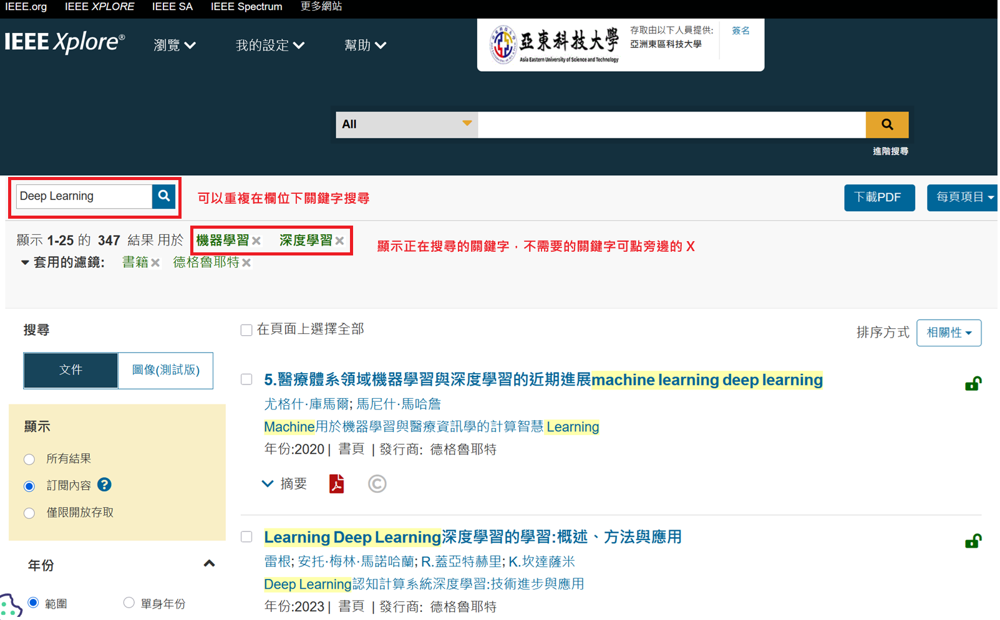 IEEE.org IEEE XPLORE IEEE SA IEEE Spectrum 更多網站
IEEE Xplore® 瀏覽 我的設定 幫助
亞東科技大學
Asia Eastern University of Science and Technology
存取由以下人員提供:
亞洲東區科技大學
簽名
All
進階搜尋
Deep Learning
可以重複在欄位下關鍵字搜尋
下載PDF 每頁項目
顯示 1-25 的 347 結果 用於 機器學習 深度學習
顯示正在搜尋的關鍵字，不需要的關鍵字可點旁邊的 X
套用的濾鏡: 書籍 德格魯耶特
搜尋
在頁面上選擇全部
排序方式 相關性
文件 圖像(測試版)
5.醫療體系領域機器學習與深度學習的近期進展machine learning deep learning
尤格什·庫馬爾; 馬尼什·馬哈詹
Machine用於機器學習與醫療資訊學的計算智慧 Learning
年份:2020 | 書頁 | 發行商: 德格魯耶特
摘要
顯示
所有結果
訂閱內容 ?
僅限開放存取
Learning Deep Learning深度學習的學習:概述、方法與應用
雷根; 安托·梅林·馬諾哈蘭; R.蓋亞特赫里; K.坎達薩米
Deep Learning認知計算系統深度學習:技術進步與應用
年份:2023 | 書頁 | 發行商: 德格魯耶特
年份
範圍 單身年份